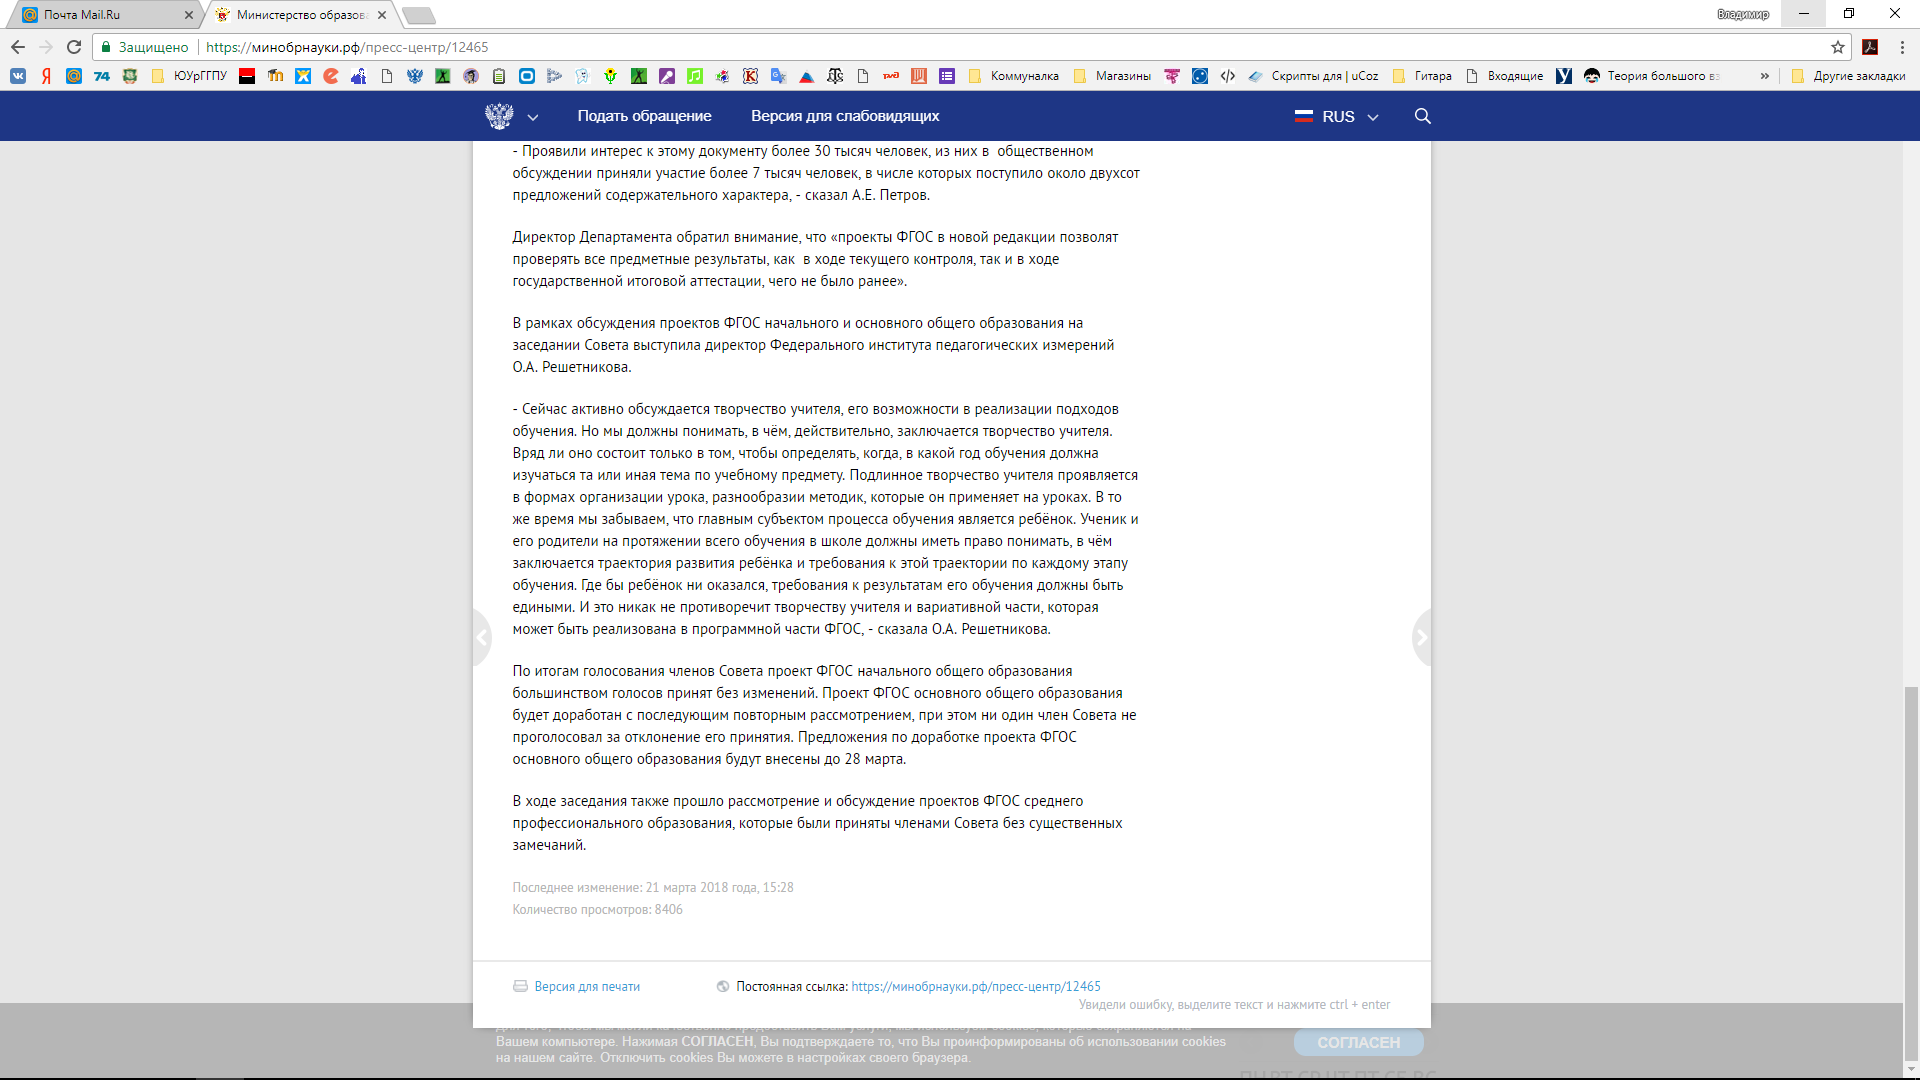 Почта Mail.Ru
Министерство образова
Владимир
Защищено
https://минобрнауки.рф/пресс-центр/12465
74
ЮУрГГПУ
Коммуналка
Магазины
Скрипты для | uCoz
Гитара
Входящие
Теория большого вз
»
Другие закладки
Подать обращение
Версия для слабовидящих
RUS
- Проявили интерес к этому документу более 30 тысяч человек, из них в общественном
обсуждении приняли участие более 7 тысяч человек, в числе которых поступило около двухсот
предложений содержательного характера, - сказал А.Е. Петров.
Директор Департамента обратил внимание, что «проекты ФГОС в новой редакции позволят
проверять все предметные результаты, как в ходе текущего контроля, так и в ходе
государственной итоговой аттестации, чего не было ранее».
В рамках обсуждения проектов ФГОС начального и основного общего образования на
заседании Совета выступила директор Федерального института педагогических измерений
О.А. Решетникова.
- Сейчас активно обсуждается творчество учителя, его возможности в реализации подходов
обучения. Но мы должны понимать, в чём, действительно, заключается творчество учителя.
Вряд ли оно состоит только в том, чтобы определять, когда, в какой год обучения должна
изучаться та или иная тема по учебному предмету. Подлинное творчество учителя проявляется
в формах организации урока, разнообразии методик, которые он применяет на уроках. В то
же время мы забываем, что главным субъектом процесса обучения является ребёнок. Ученик и
его родители на протяжении всего обучения в школе должны иметь право понимать, в чём
заключается траектория развития ребёнка и требования к этой траектории по каждому этапу
обучения. Где бы ребёнок ни оказался, требования к результатам его обучения должны быть
едиными. И это никак не противоречит творчеству учителя и вариативной части, которая
может быть реализована в программной части ФГОС, - сказала О.А. Решетникова.
По итогам голосования членов Совета проект ФГОС начального общего образования
большинством голосов принят без изменений. Проект ФГОС основного общего образования
будет доработан с последующим повторным рассмотрением, при этом ни один член Совета не
проголосовал за отклонение его принятия. Предложения по доработке проекта ФГОС
основного общего образования будут внесены до 28 марта.
В ходе заседания также прошло рассмотрение и обсуждение проектов ФГОС среднего
профессионального образования, которые были приняты членами Совета без существенных
замечаний.
Последнее изменение: 21 марта 2018 года, 15:28
Количество просмотров: 8406
Версия для печати
Постоянная ссылка: https://минобрнауки.рф/пресс-центр/12465
Увидели ошибку, выделите текст и нажмите ctrl + enter
Вашем компьютере. Нажимая СОГЛАСЕН, Вы подтверждаете то, что Вы проинформированы об использовании cookies
на нашем сайте. Отключить cookies Вы можете в настройках своего браузера.
СОГЛАСЕН